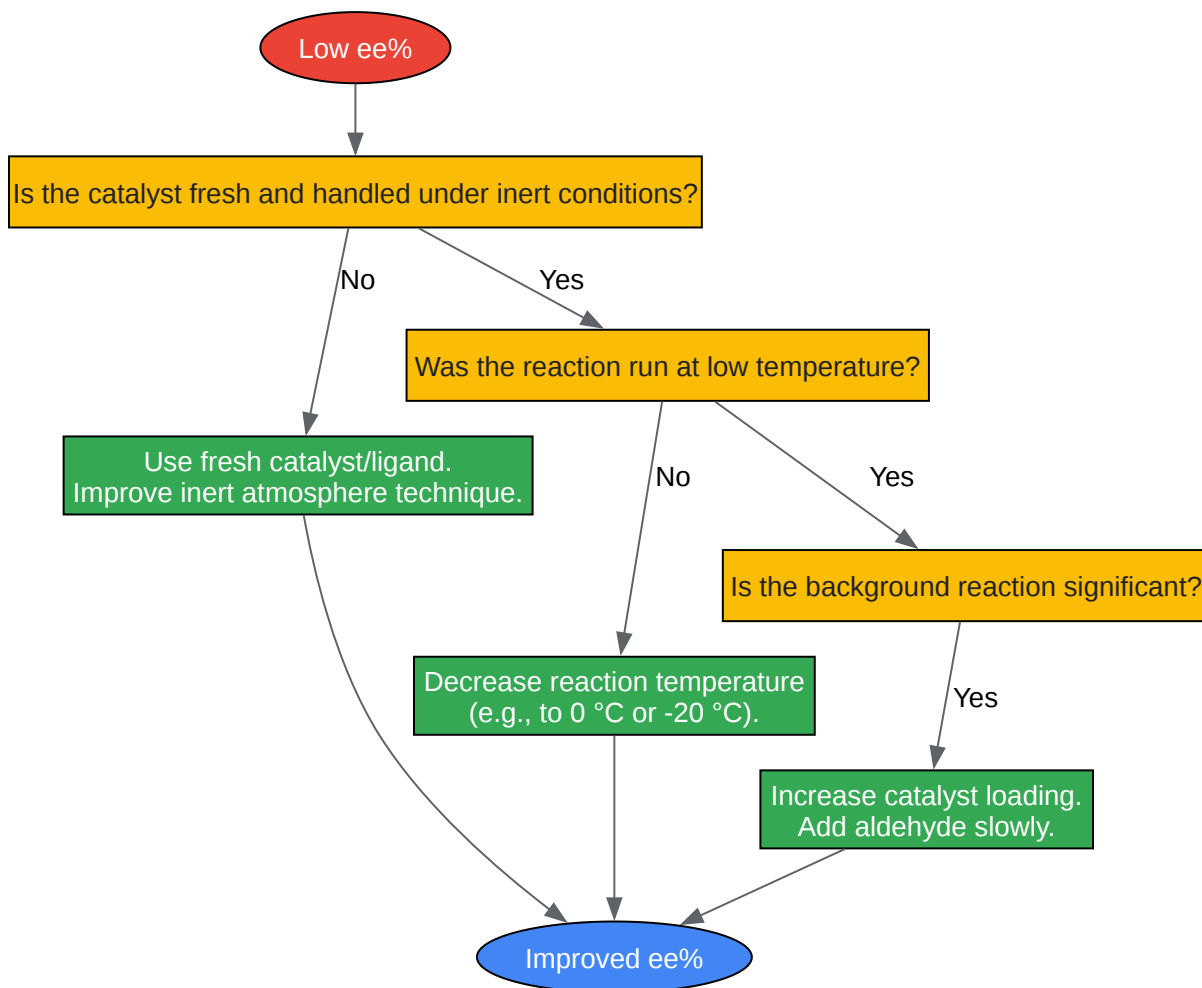 Low ee%
Is the catalyst fresh and handled under inert conditions?
No
Yes
Was the reaction run at low temperature?
Use fresh catalyst/ligand.
Improve inert atmosphere technique.
No
Yes
Is the background reaction significant?
Decrease reaction temperature
(e.g., to 0 °C or -20 °C).
Yes
Increase catalyst loading.
Add aldehyde slowly.
Improved ee%